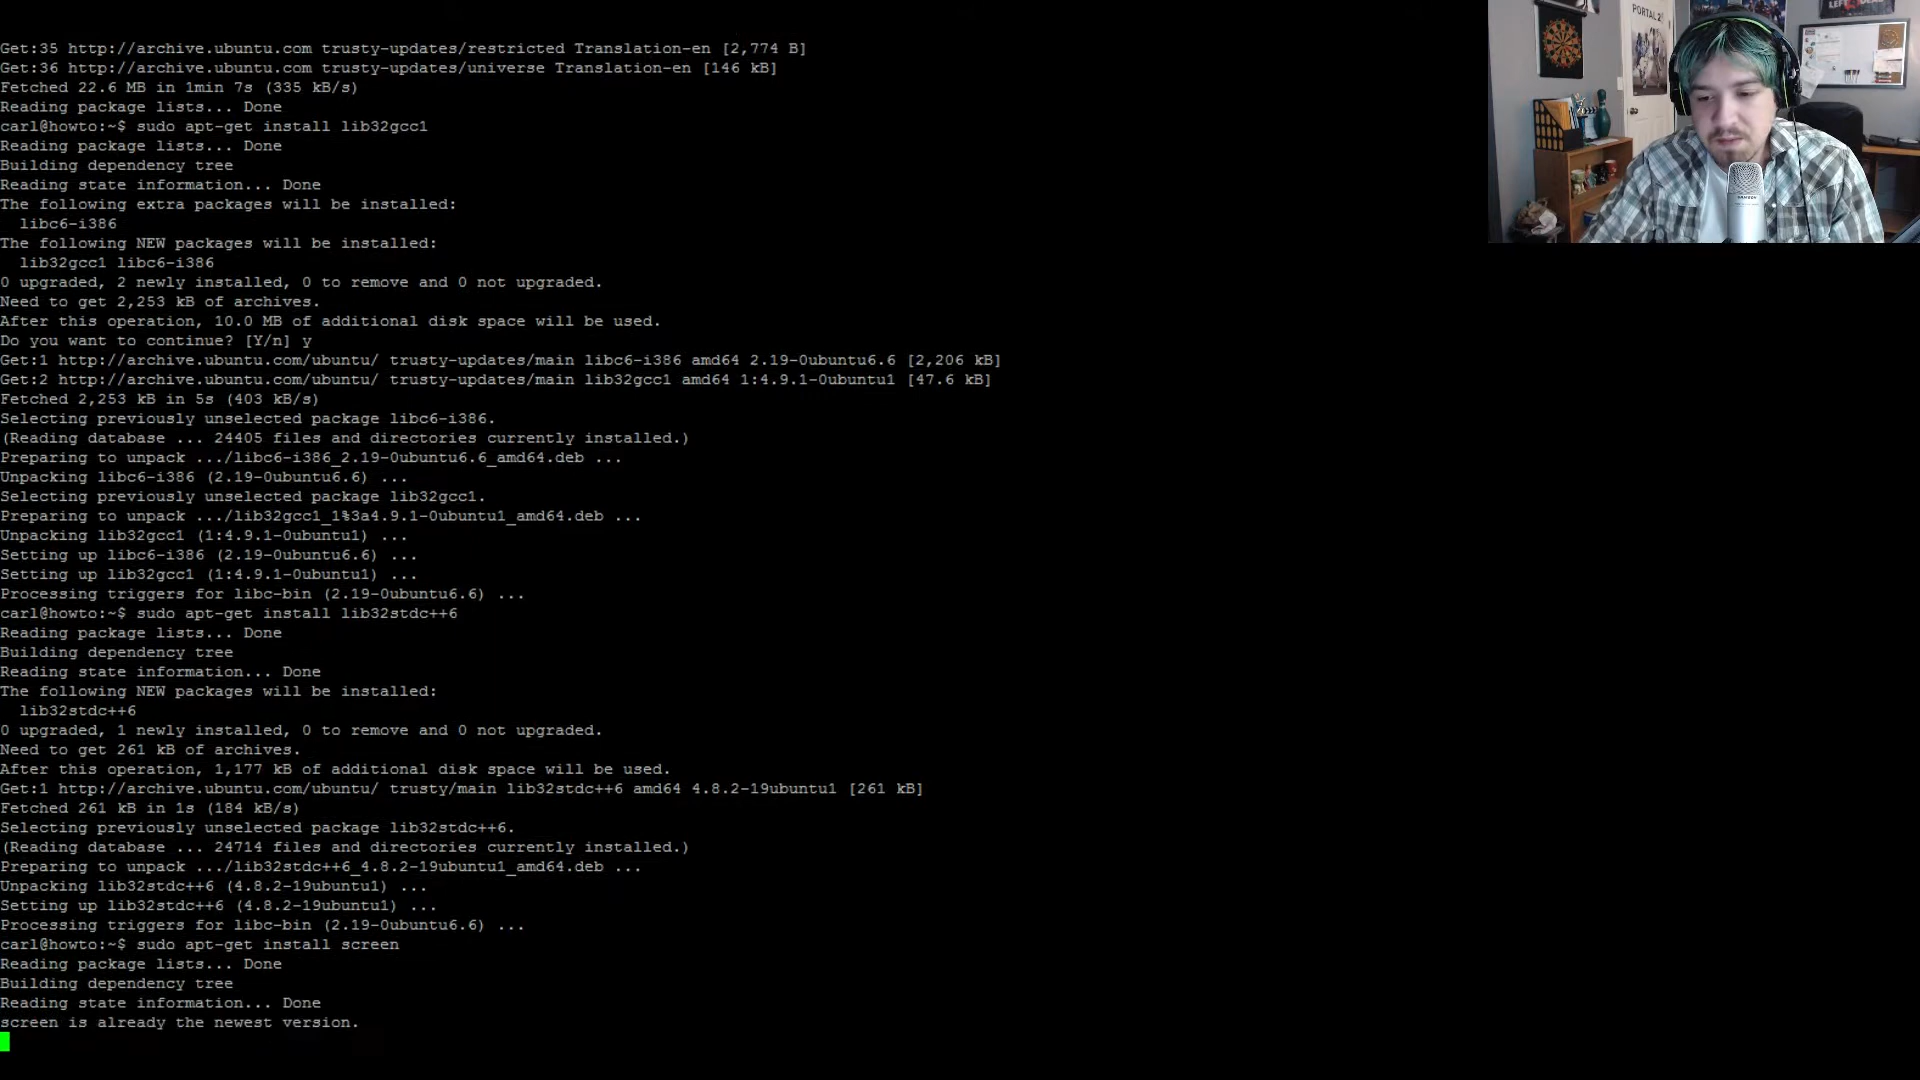 Get:35 http://archive.ubuntu.com trusty-updates/restricted Translation-en [2,774 B]
Get:36 http://archive.ubuntu.com trusty-updates/universe Translation-en [146 kB]
Fetched 22.6 MB in 1min 7s (335 kB/s)
Reading package lists... Done
carl@howto:~$ sudo apt-get install lib32gcc1
Reading package lists... Done
Building dependency tree
Reading state information... Done
The following extra packages will be installed:
  libc6-i386
The following NEW packages will be installed:
  lib32gcc1 libc6-i386
0 upgraded, 2 newly installed, 0 to remove and 0 not upgraded.
Need to get 2,253 kB of archives.
After this operation, 10.0 MB of additional disk space will be used.
Do you want to continue? [Y/n] y
Get:1 http://archive.ubuntu.com/ubuntu/ trusty-updates/main libc6-i386 amd64 2.19-0ubuntu6.6 [2,206 kB]
Get:2 http://archive.ubuntu.com/ubuntu/ trusty-updates/main lib32gcc1 amd64 1:4.9.1-0ubuntu1 [47.6 kB]
Fetched 2,253 kB in 5s (403 kB/s)
Selecting previously unselected package libc6-i386.
(Reading database ... 24405 files and directories currently installed.)
Preparing to unpack .../libc6-i386_2.19-0ubuntu6.6_amd64.deb ...
Unpacking libc6-i386 (2.19-0ubuntu6.6) ...
Selecting previously unselected package lib32gcc1.
Preparing to unpack .../lib32gcc1_1%3a4.9.1-0ubuntu1_amd64.deb ...
Unpacking lib32gcc1 (1:4.9.1-0ubuntu1) ...
Setting up libc6-i386 (2.19-0ubuntu6.6) ...
Setting up lib32gcc1 (1:4.9.1-0ubuntu1) ...
Processing triggers for libc-bin (2.19-0ubuntu6.6) ...
carl@howto:~$ sudo apt-get install lib32stdc++6
Reading package lists... Done
Building dependency tree
Reading state information... Done
The following NEW packages will be installed:
  lib32stdc++6
0 upgraded, 1 newly installed, 0 to remove and 0 not upgraded.
Need to get 261 kB of archives.
After this operation, 1,177 kB of additional disk space will be used.
Get:1 http://archive.ubuntu.com/ubuntu/ trusty/main lib32stdc++6 amd64 4.8.2-19ubuntu1 [261 kB]
Fetched 261 kB in 1s (184 kB/s)
Selecting previously unselected package lib32stdc++6.
(Reading database ... 24714 files and directories currently installed.)
Preparing to unpack .../lib32stdc++6_4.8.2-19ubuntu1_amd64.deb ...
Unpacking lib32stdc++6 (4.8.2-19ubuntu1) ...
Setting up lib32stdc++6 (4.8.2-19ubuntu1) ...
Processing triggers for libc-bin (2.19-0ubuntu6.6) ...
carl@howto:~$ sudo apt-get install screen
Reading package lists... Done
Building dependency tree
Reading state information... Done
screen is already the newest version.
PORTAL 2